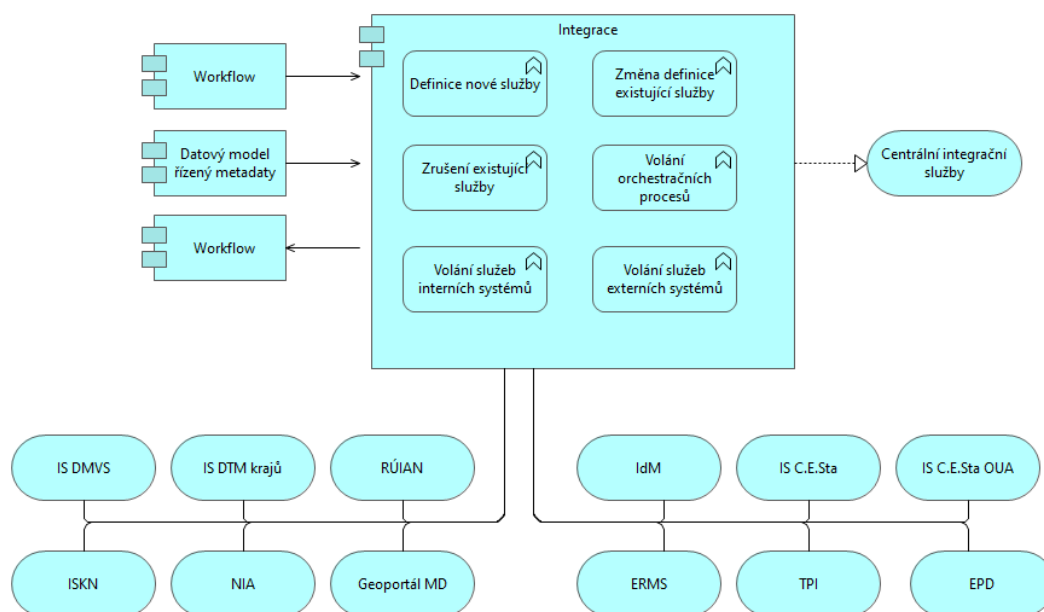 Integrace
Workflow
Definice nové služby
Změna definice
existující služby
Datový model
řízený metadaty
Zrušení existující
služby
Volání
orchestračních
procesů
Centrální integrační
služby
Workflow
Volání služeb
interních systémů
Volání služeb
externích systémů
IS DMVS
IS DTM krajů
RÚIAN
IdM
IS C.E.Sta
IS C.E.Sta OUA
ISKN
NIA
Geoportál MD
ERMS
TPI
EPD